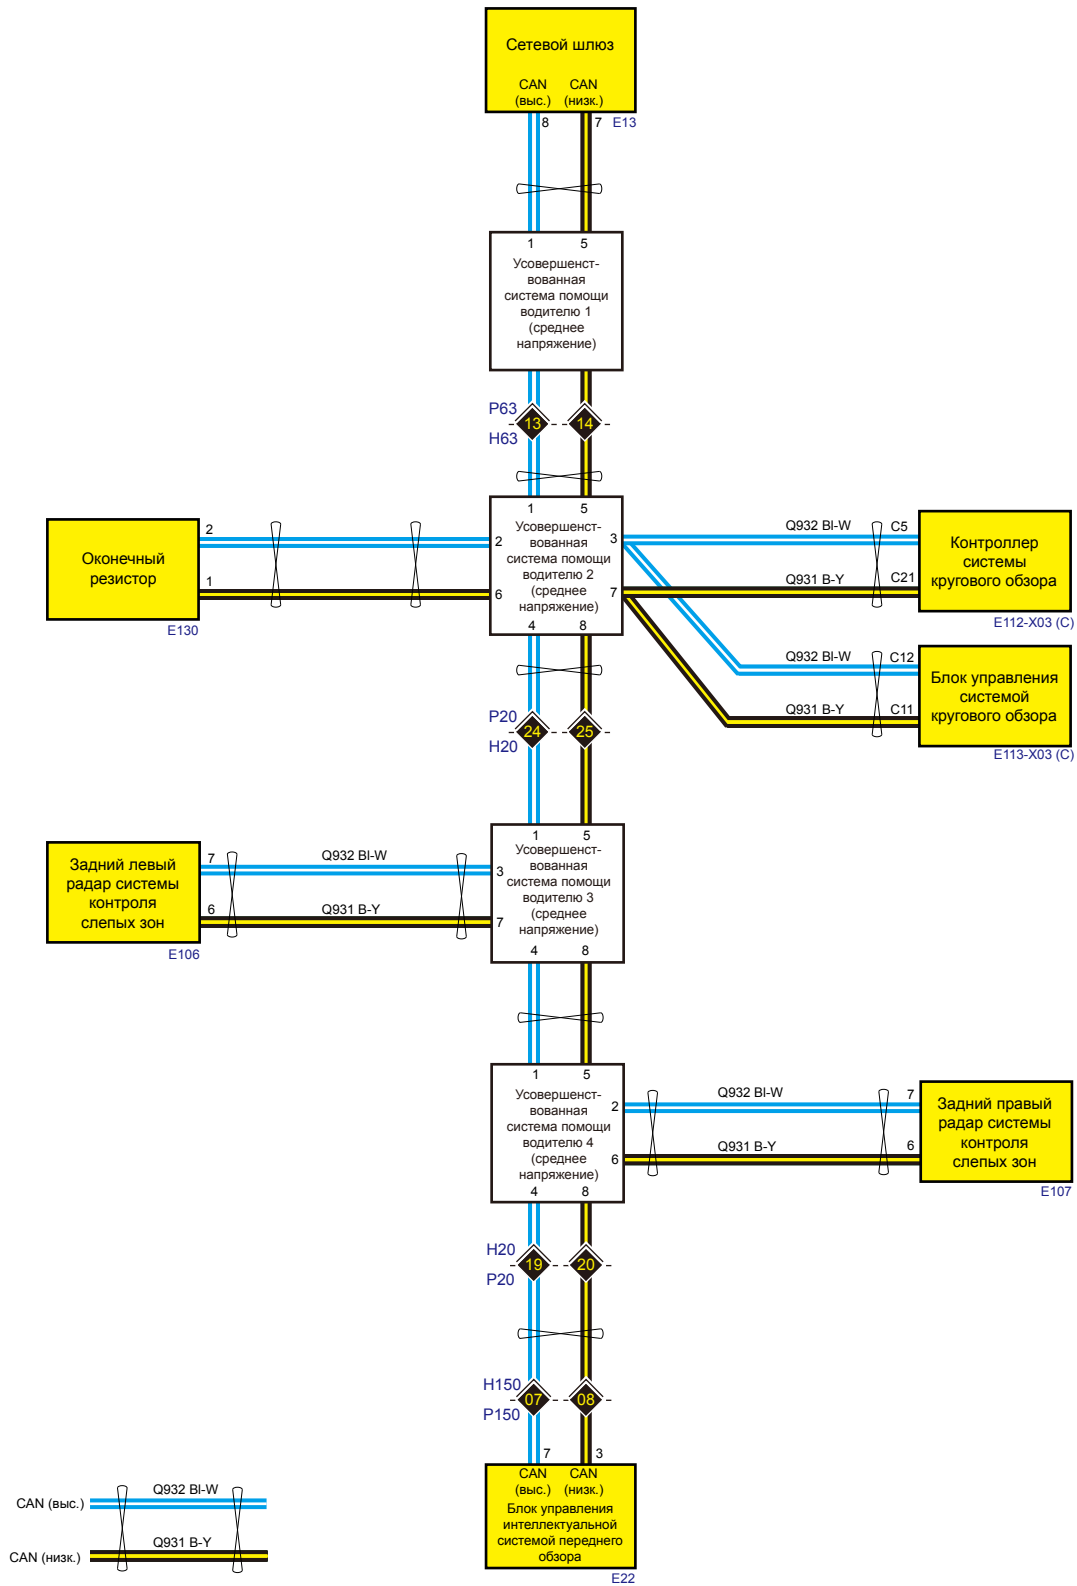 Сетевой шлюз
CAN (выс.)
CAN (низк.)
8
7
E13
1
5
Усовершенст-
вованная
система помощи
водителю 1
(среднее
напряжение)
P63
13
14
H63
1
5
Усовершенст-
вованная
система помощи
водителю 2
(среднее
напряжение)
2
6
3
7
4
8
Оконечный
резистор
2
1
E130
Q932 Bl-W
C5
Q931 B-Y
C21
Контроллер
системы
кругового обзора
E112-X03 (C)
Q932 Bl-W
C12
Q931 B-Y
C11
Блок управления
системой
кругового обзора
E113-X03 (C)
P20
24
25
H20
1
5
Усовершенст-
вованная
система помощи
водителю 3
(среднее
напряжение)
3
7
4
8
Задний левый
радар системы
контроля
слепых зон
7
Q932 Bl-W
6
Q931 B-Y
E106
1
5
Усовершенст-
вованная
система помощи
водителю 4
(среднее
напряжение)
2
6
4
8
Q932 Bl-W
7
Q931 B-Y
6
Задний правый
радар системы
контроля
слепых зон
E107
H20
19
20
P20
H150
07
08
P150
7
3
CAN (выс.)
CAN (низк.)
Блок управления
интеллектуальной
системой переднего
обзора
E22
Q932 Bl-W
CAN (выс.)
Q931 B-Y
CAN (низк.)